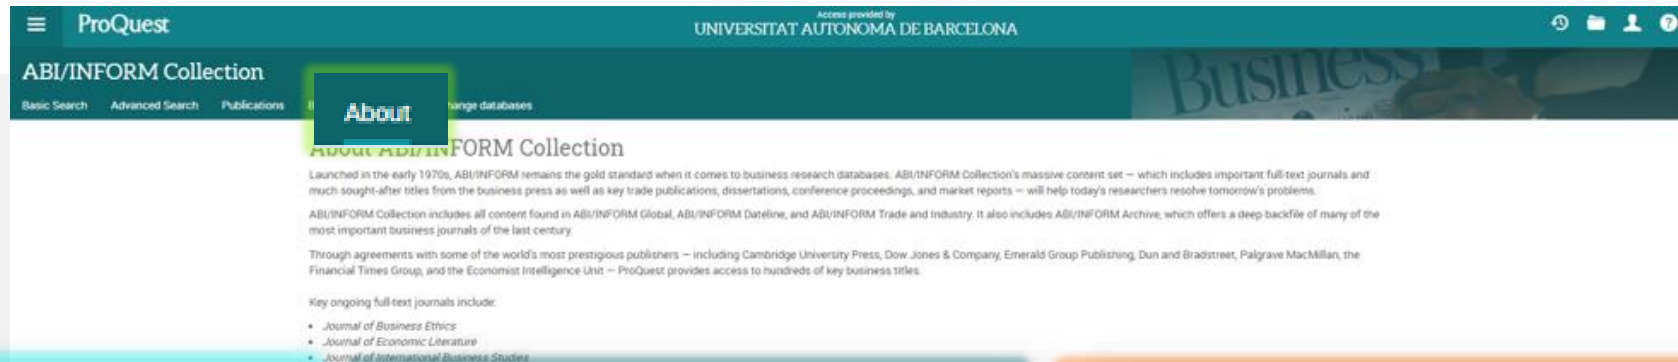 ProQuest
Access provided by
UNIVERSITAT AUTONOMA DE BARCELONA
ABI/INFORM Collection
Business
Basic Search Advanced Search Publications About hange databases
About ABI/INFORM Collection
Launched in the early 1970s, ABI/INFORM remains the gold standard when it comes to business research databases. ABI/INFORM Collection's massive content set — which includes important full-text journals and
much sought-after titles from the business press as well as key trade publications, dissertations, conference proceedings, and market reports — will help today's researchers resolve tomorrow's problems.
ABI/INFORM Collection includes all content found in ABI/INFORM Global, ABI/INFORM Dateline, and ABI/INFORM Trade and Industry. It also includes ABI/INFORM Archive, which offers a deep backfile of many of the
most important business journals of the last century.
Through agreements with some of the world's most prestigious publishers — including Cambridge University Press, Dow Jones & Company, Emerald Group Publishing, Dun and Bradstreet, Palgrave MacMillan, the
Financial Times Group, and the Economist Intelligence Unit — ProQuest provides access to hundreds of key business titles.
Key ongoing full-text journals include:
• Journal of Business Ethics
• Journal of Economic Literature
• Journal of International Business Studies